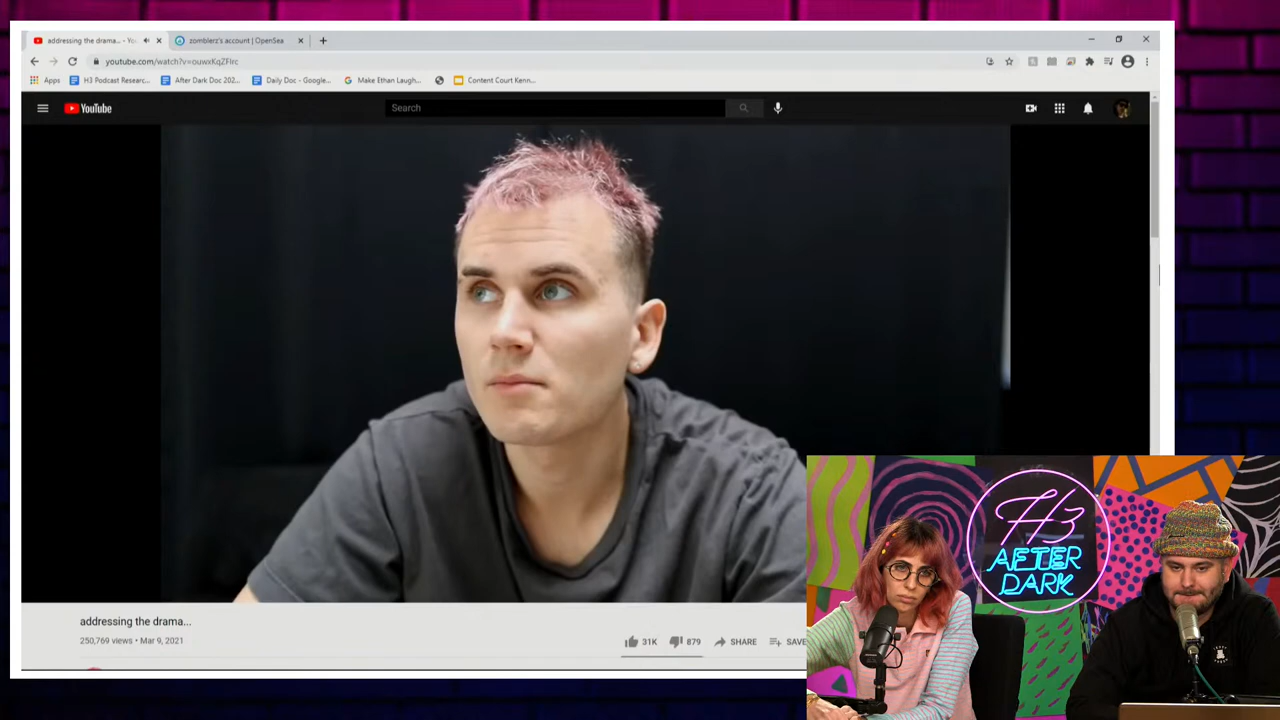 addressing the drama... - You
zomblerz's account | OpenSea
youtube.com/watch?v=ouwxKqZFIrc
Apps
H3 Podcast Researc...
After Dark Doc 202...
Daily Doc - Google...
Make Ethan Laugh...
Content Court Kenn...
YouTube
Search
H3
AFTER
DARK
addressing the drama...
250,769 views • Mar 9, 2021
31K
879
SHARE
SAVE